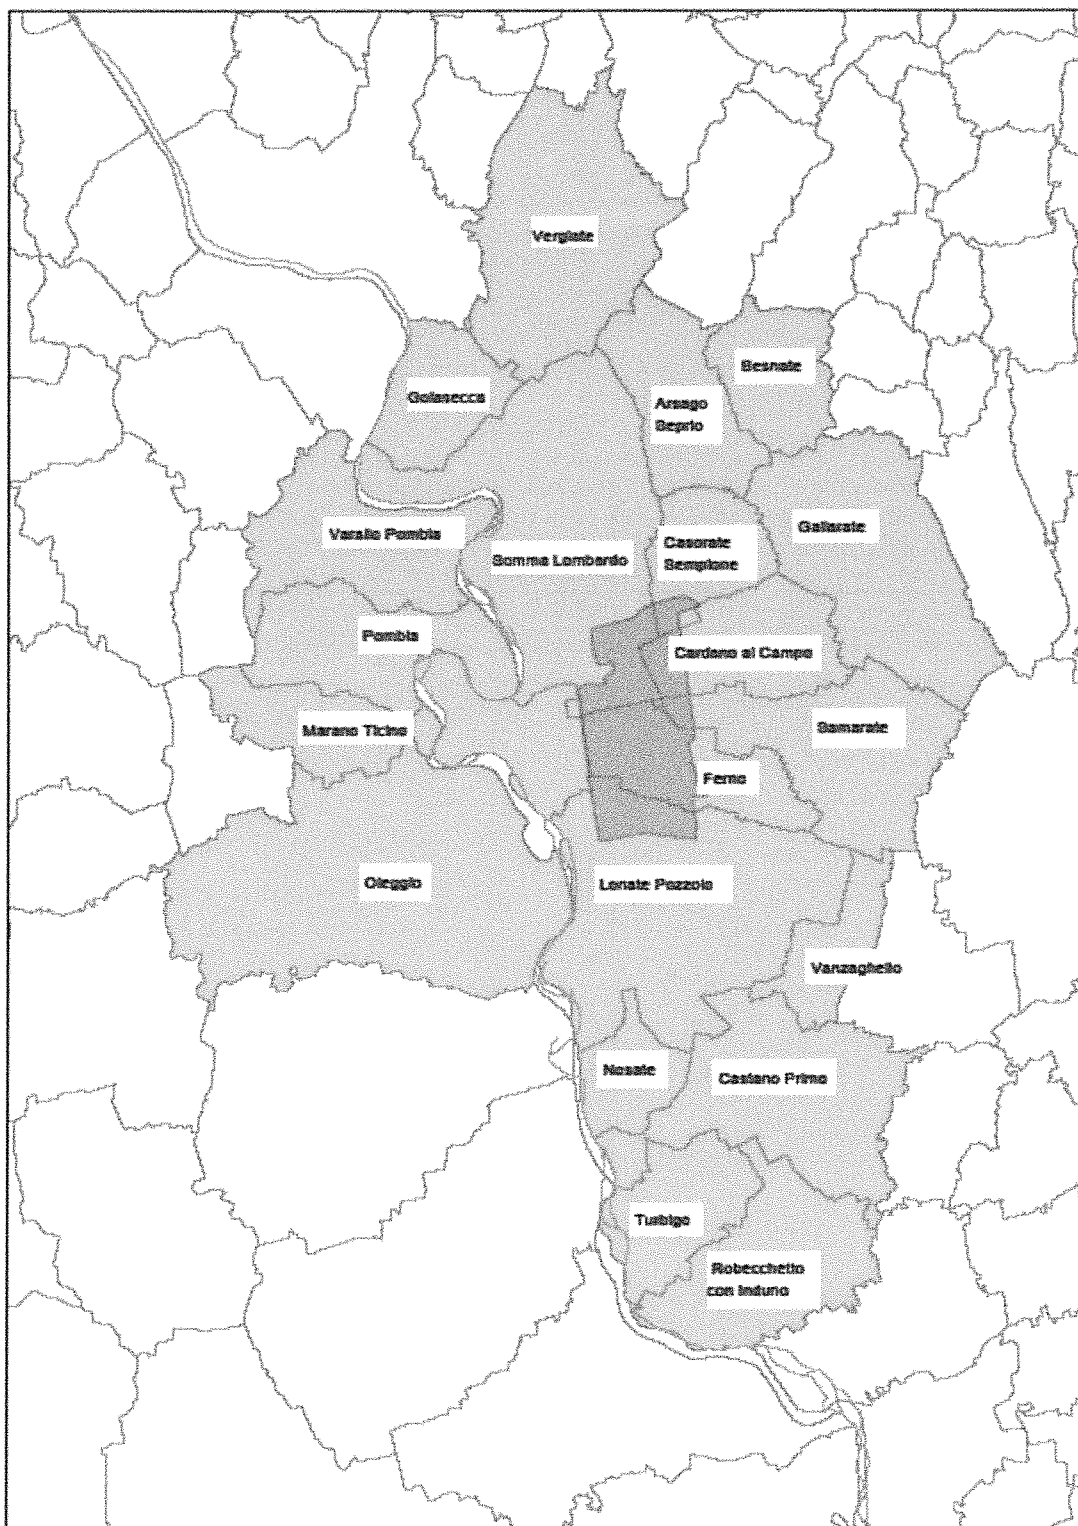 Vergiate
Besnate
Golasecca
Arsago
Seprio
Gallarate
Varallo Pombia
Casorate
Sempione
Somma Lombardo
Pombia
Cardano al Campo
Samarate
Marano Ticino
Ferno
Oleggio
Lonate Pozzolo
Vanzaghello
Nosate
Castano Primo
Turbigo
Robecchetto
con Induno